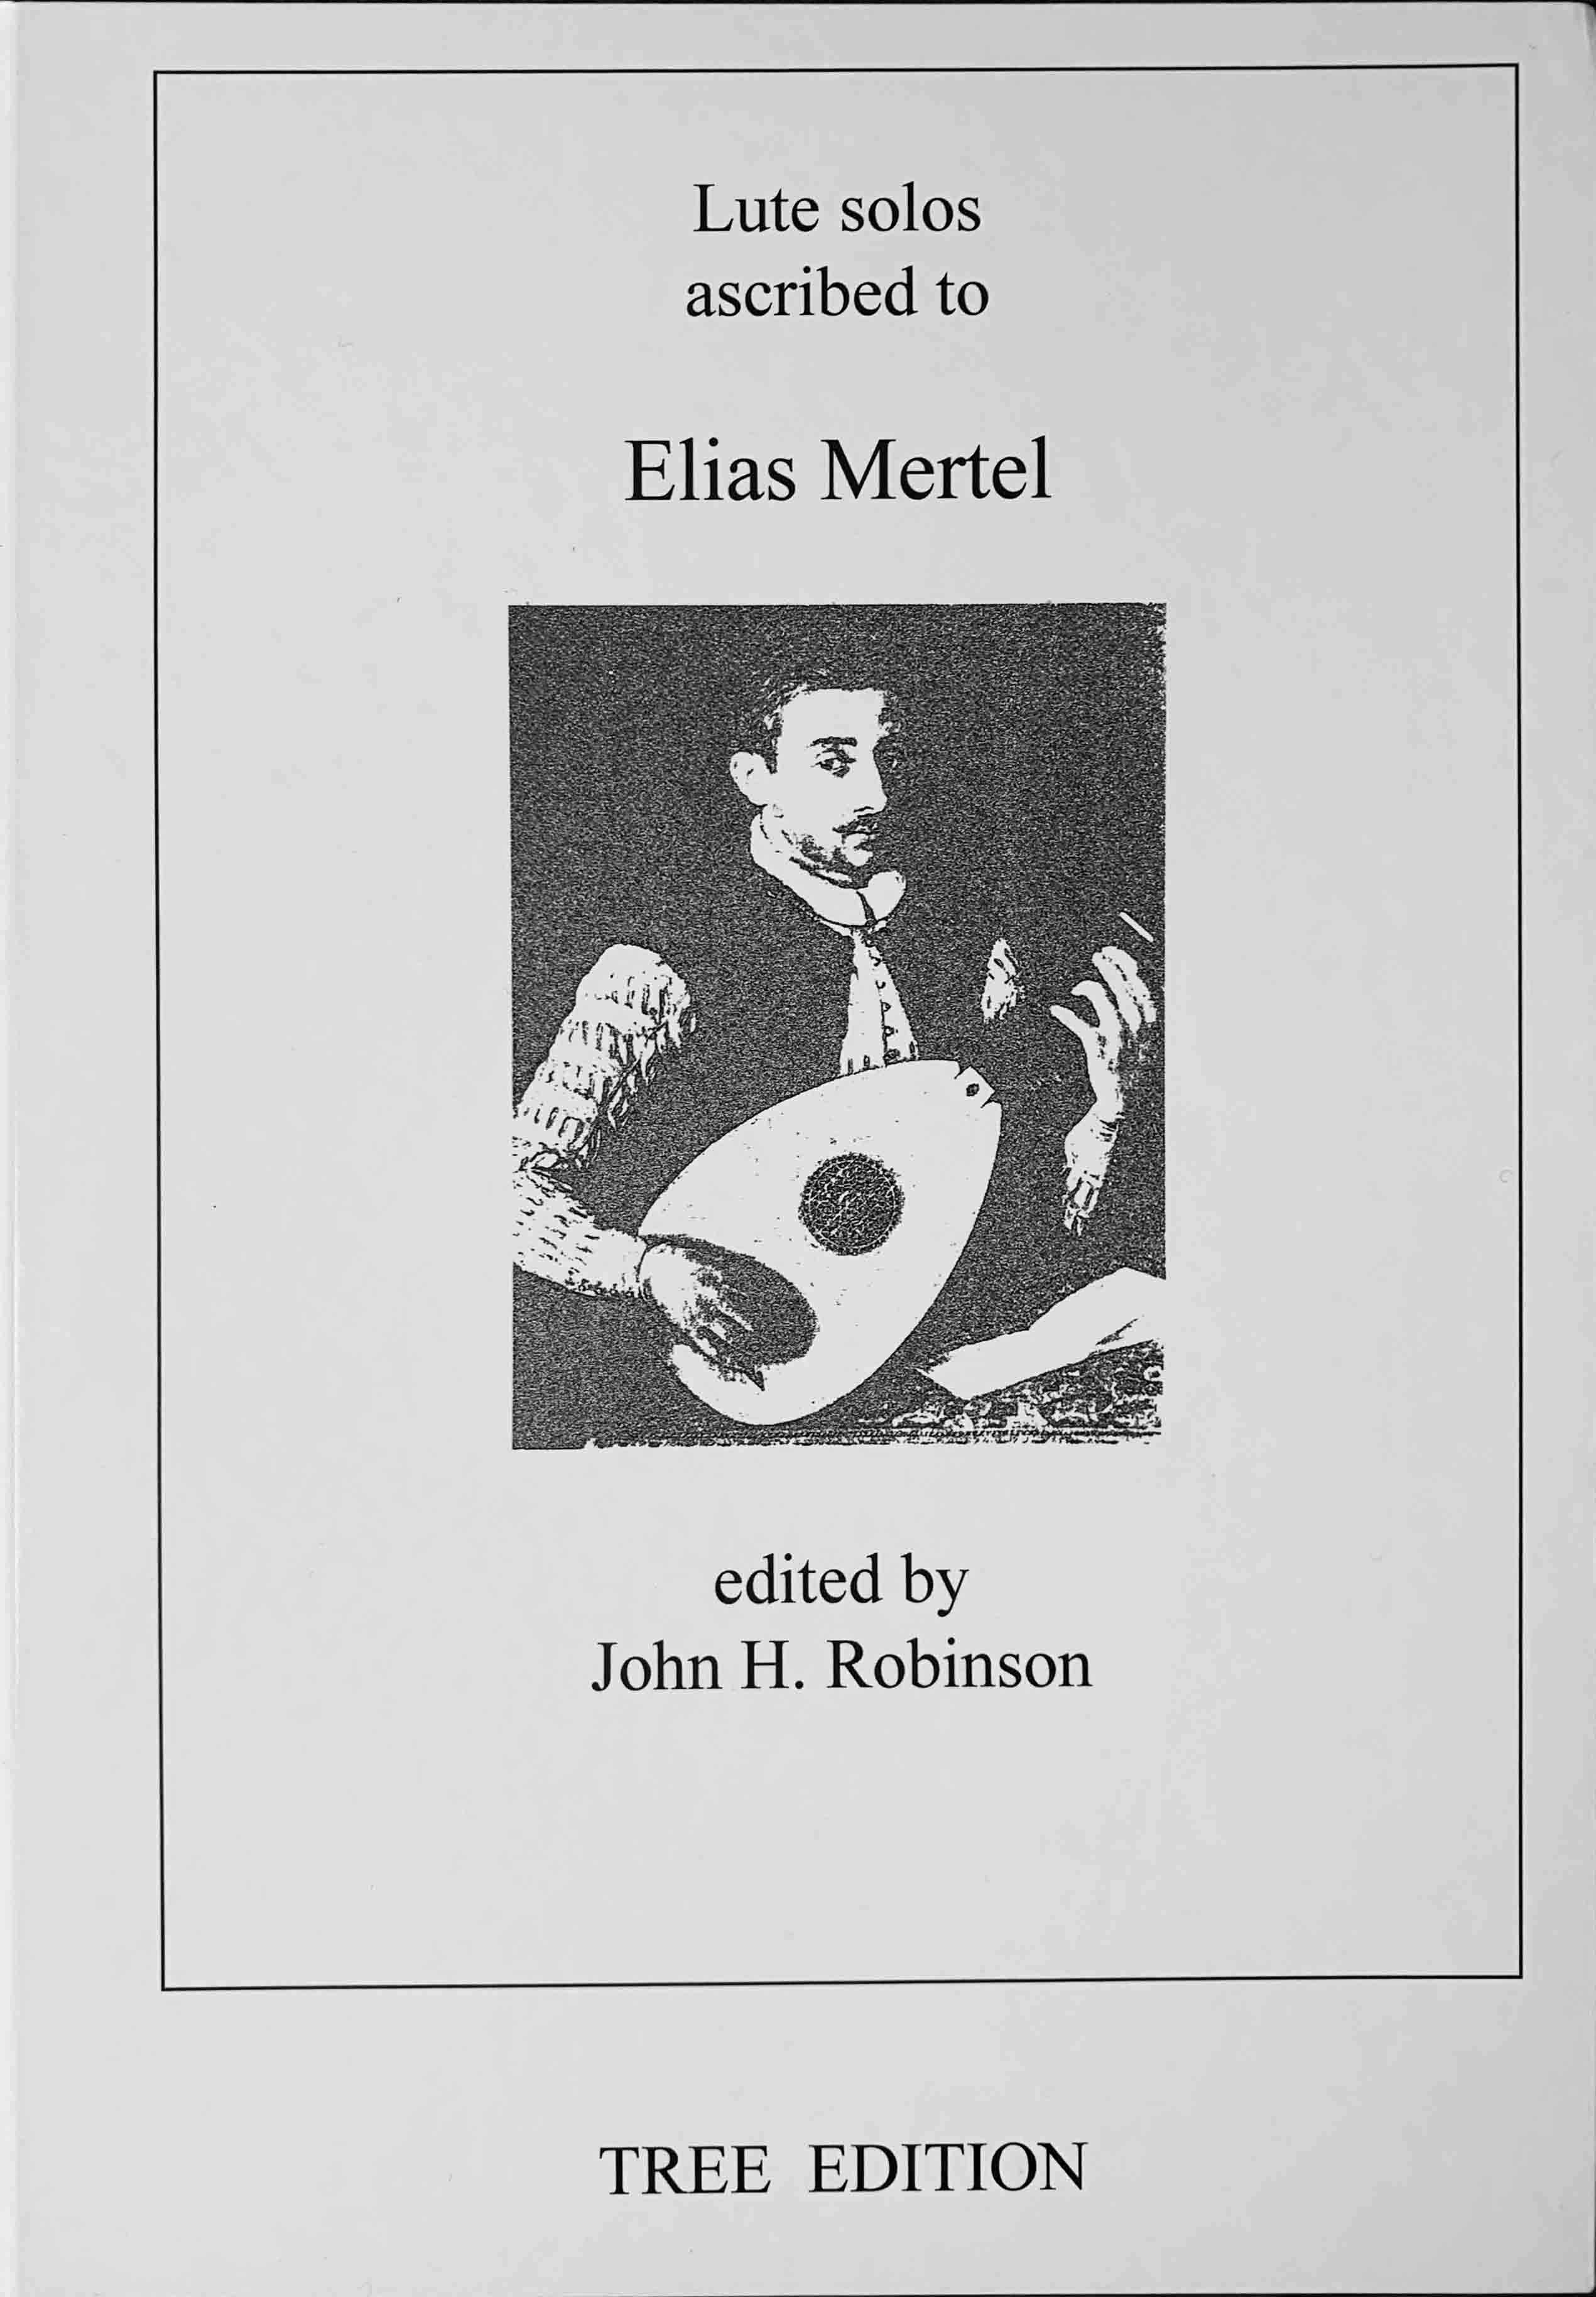 Lute solos
ascribed to
Elias Mertel
edited by
John H. Robinson
TREE EDITION